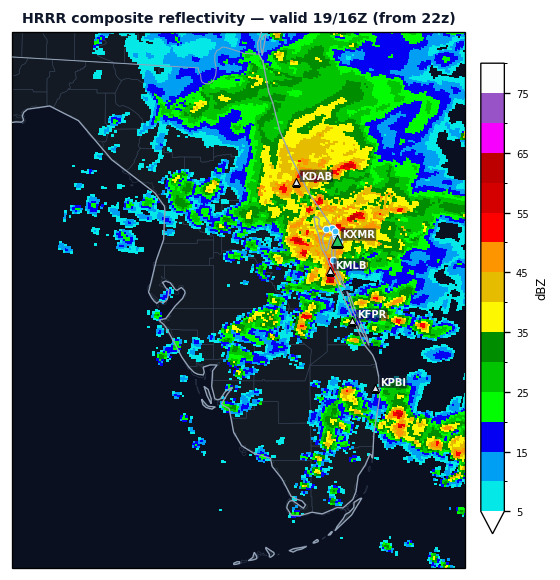 HRRR composite reflectivity — valid 19/16Z (from 22z)
KDAB
KXMR
KMLB
KFPR
KPBI
75
65
55
45
35
25
15
5
dBZ